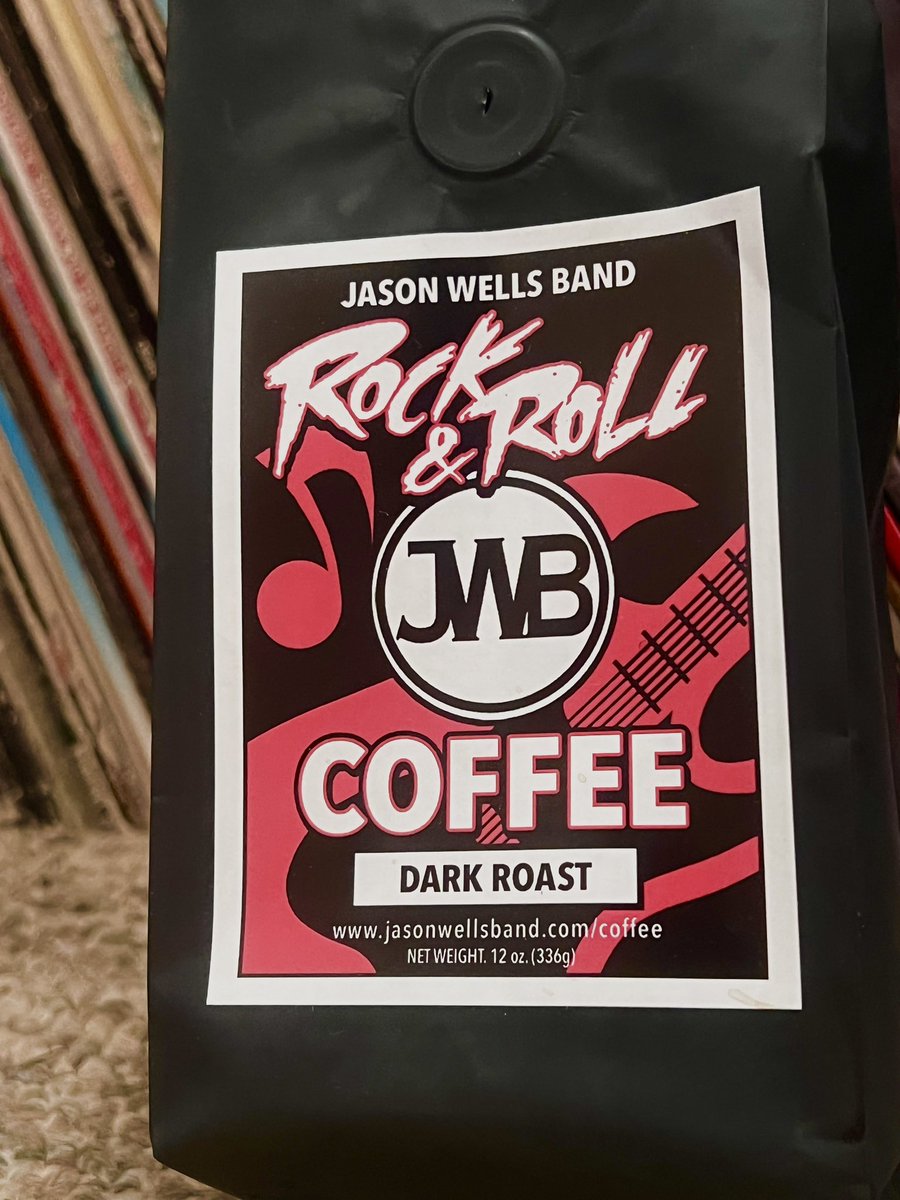 JASON WELLS BAND
ROCK
& ROLL
JWB
COFFEE
DARK ROAST
www.jasonwellsband.com/coffee
NET WEIGHT. 12 oz. (336g)